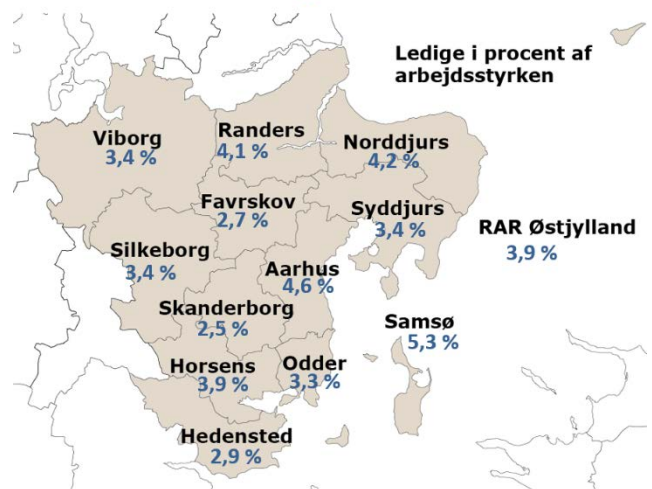 Ledige i procent af
arbejdsstyrken
Viborg
3,4 %
Randers
4,1 %
Norddjurs
4,2 %
Favrskov
2,7 %
Syddjurs
3,4 %
RAR Østjylland
3,9 %
Silkeborg
3,4 %
Aarhus
4,6 %
Skanderborg
2,5 %
Samsø
5,3 %
Horsens
3,9 %
Odder
3,3 %
Hedensted
2,9 %